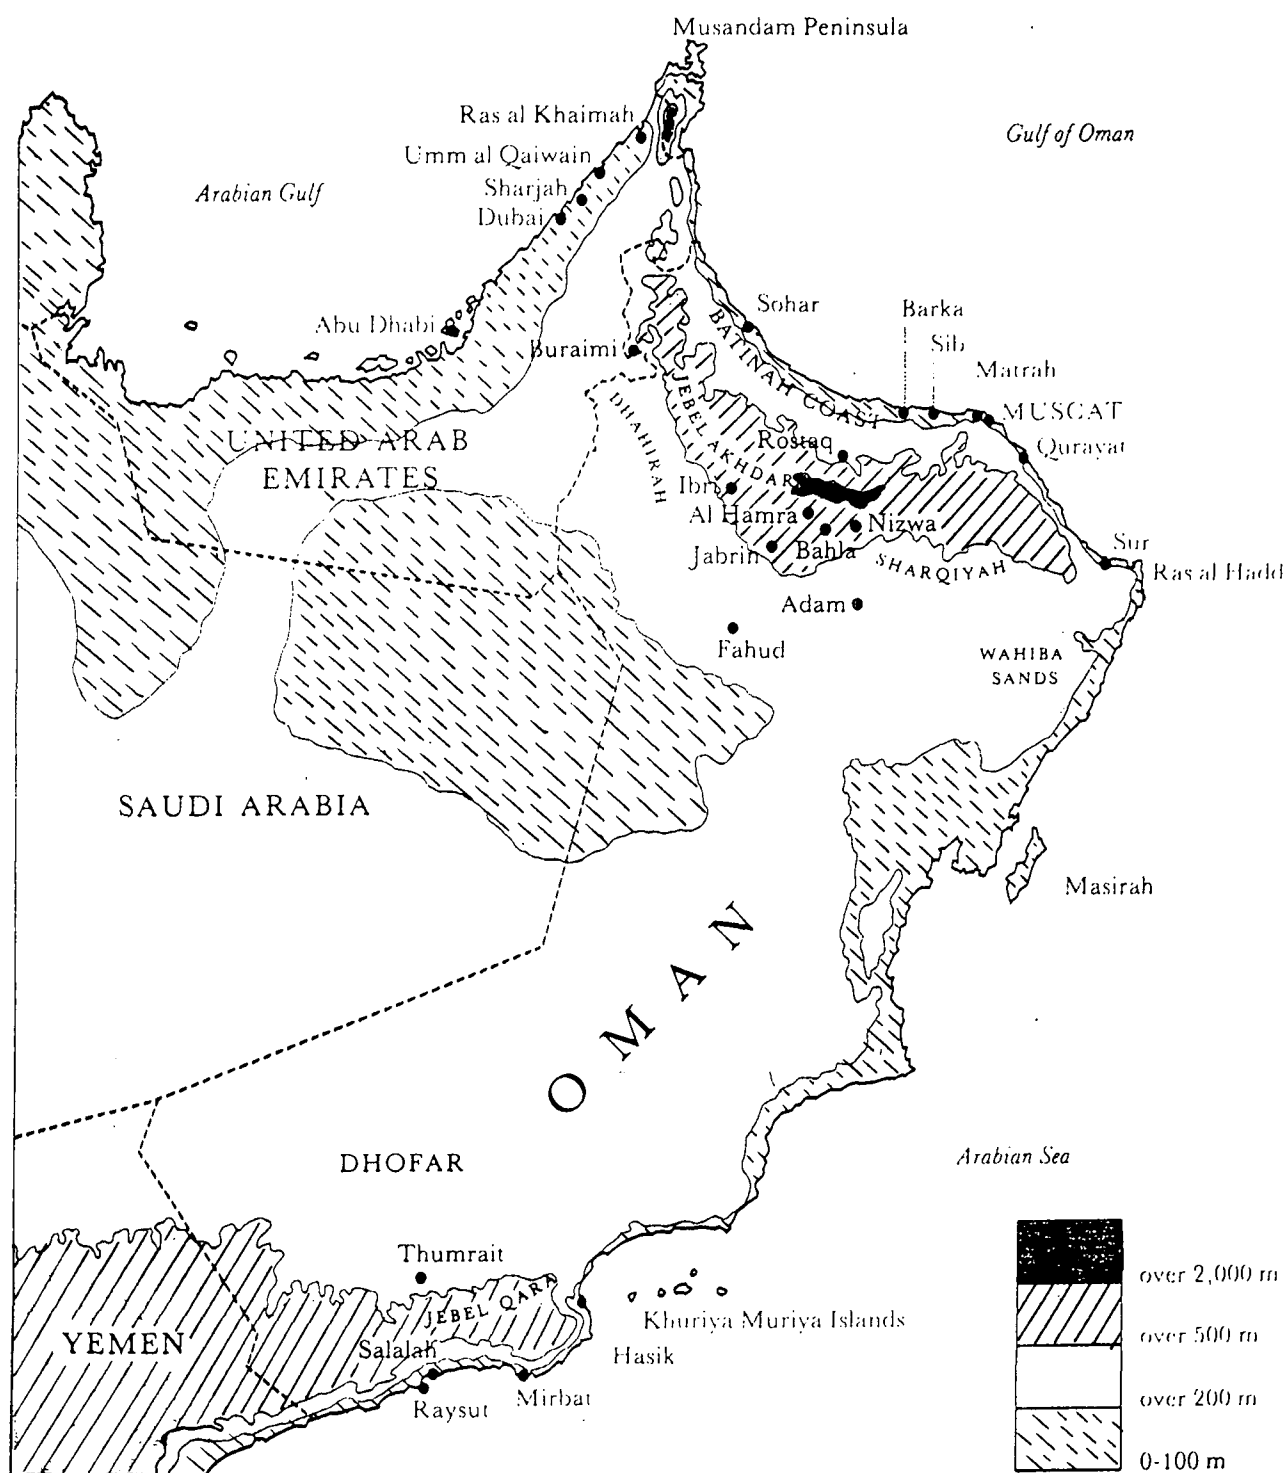 Musandam Peninsula
Ras al Khaimah
Gulf of Oman
Umm al Qaiwain
Arabian Gulf
Sharjah
Dubai
Sohar
Barka
Abu Dhabi
Sib
Buraimi
BATINAH COAST
Matrah
MUSCAT
JEBEL AKHDAR
DHAHIRAH
UNITED ARAB
EMIRATES
Rostaq
Qurayat
Ibri
Al Hamra
Nizwa
Jabrin
Bahla
SHARQIYAH
Sur
Ras al Hadd
Adam
Fahud
WAHIBA
SANDS
SAUDI ARABIA
Masirah
OMAN
DHOFAR
Arabian Sea
Thumrait
JEBEL QARA
over 2,000 m
Khuriya Muriya Islands
YEMEN
over 500 m
Salalah
Hasik
Mirbat
over 200 m
Raysut
0-100 m